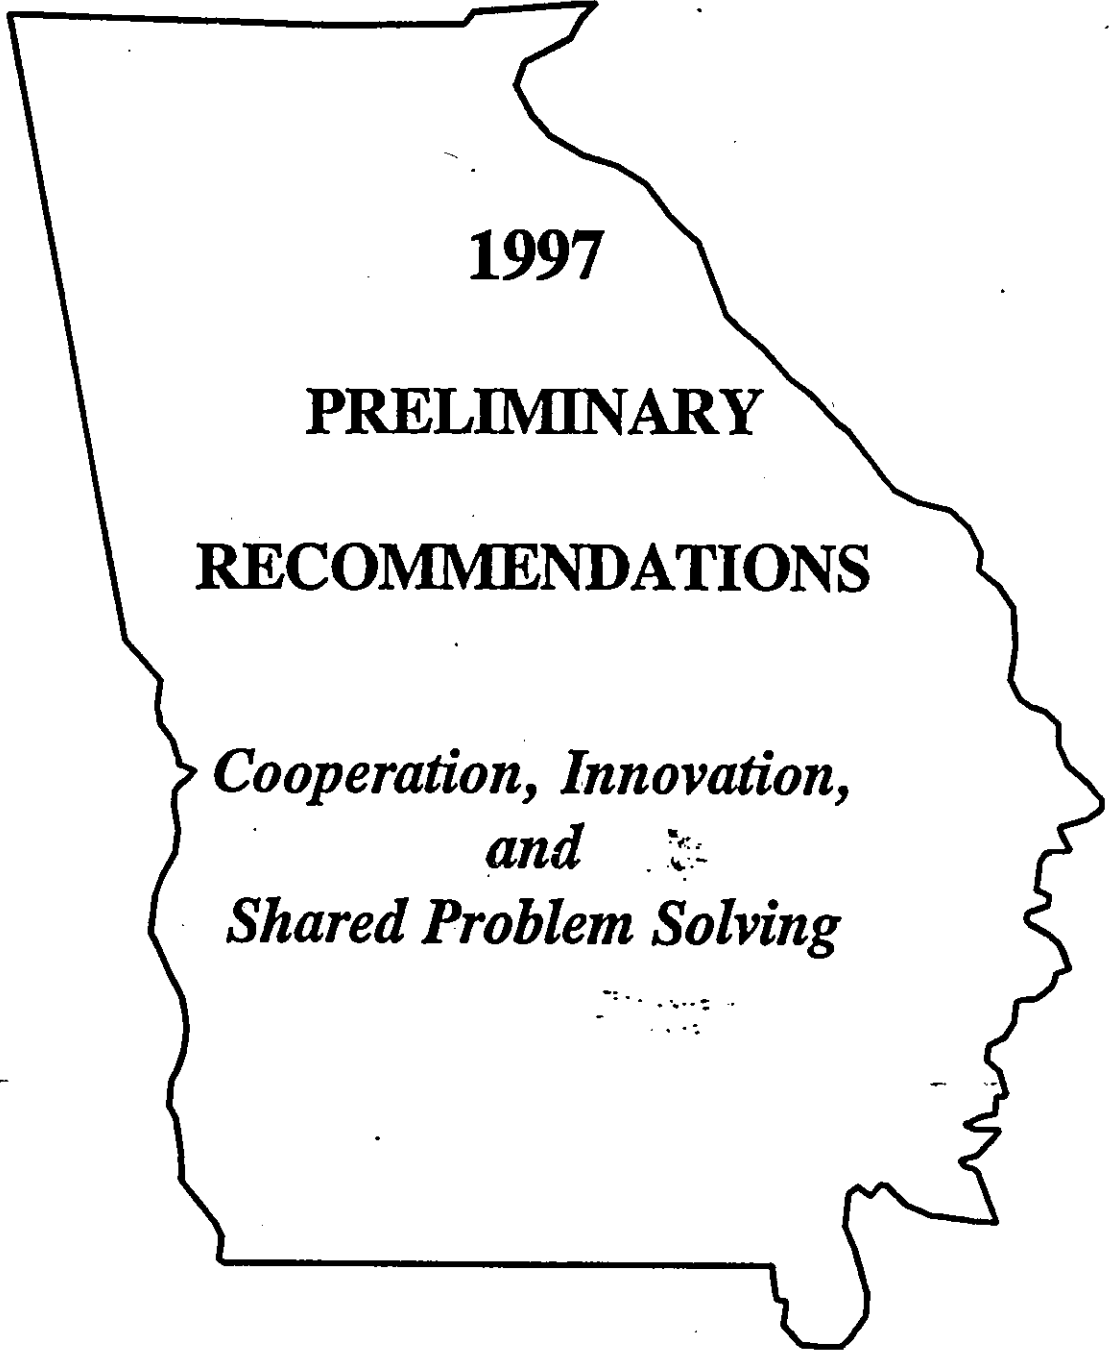 1997
PRELIMINARY
RECOMMENDATIONS
Cooperation, Innovation,
and
Shared Problem Solving